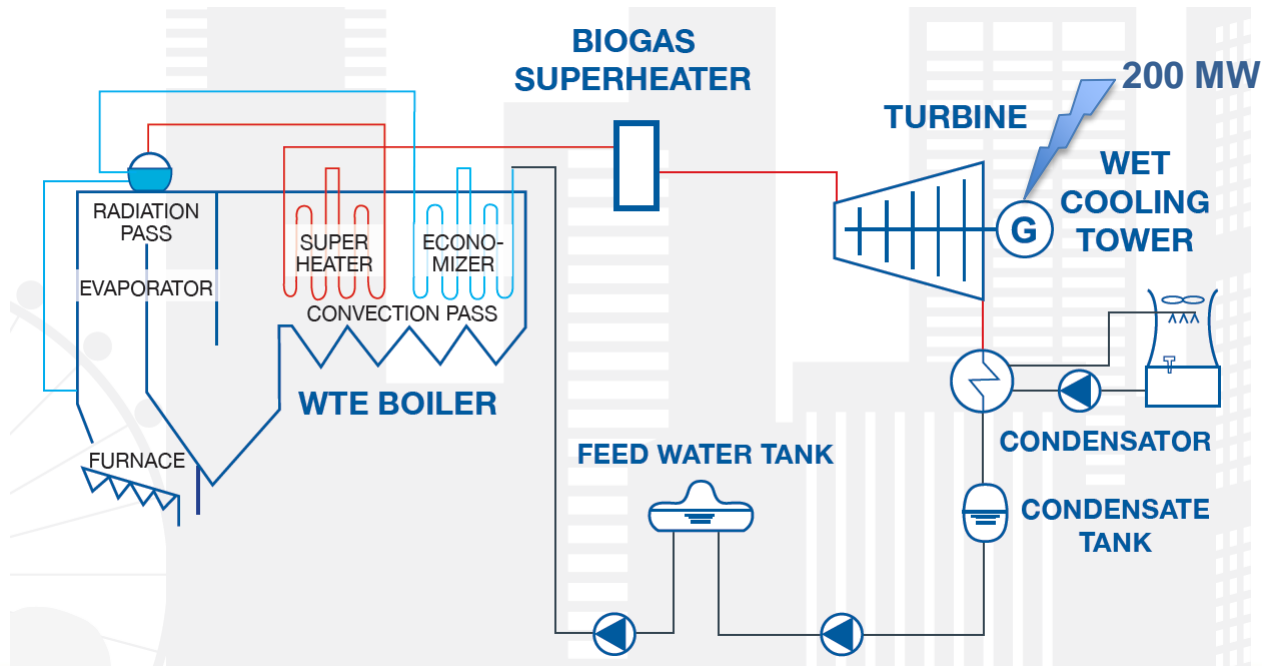 BIOGAS
SUPERHEATER
200 MW
TURBINE
WET
COOLING
TOWER
G
RADIATION
PASS
SUPER
HEATER
ECONO-
MIZER
EVAPORATOR
CONVECTION PASS
WTE BOILER
FURNACE
FEED WATER TANK
CONDENSATOR
CONDENSATE
TANK